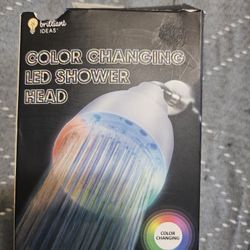 brilliant
IDEAS
COLOR CHANGING
LED SHOWER
HEAD
COLOR
CHANGING